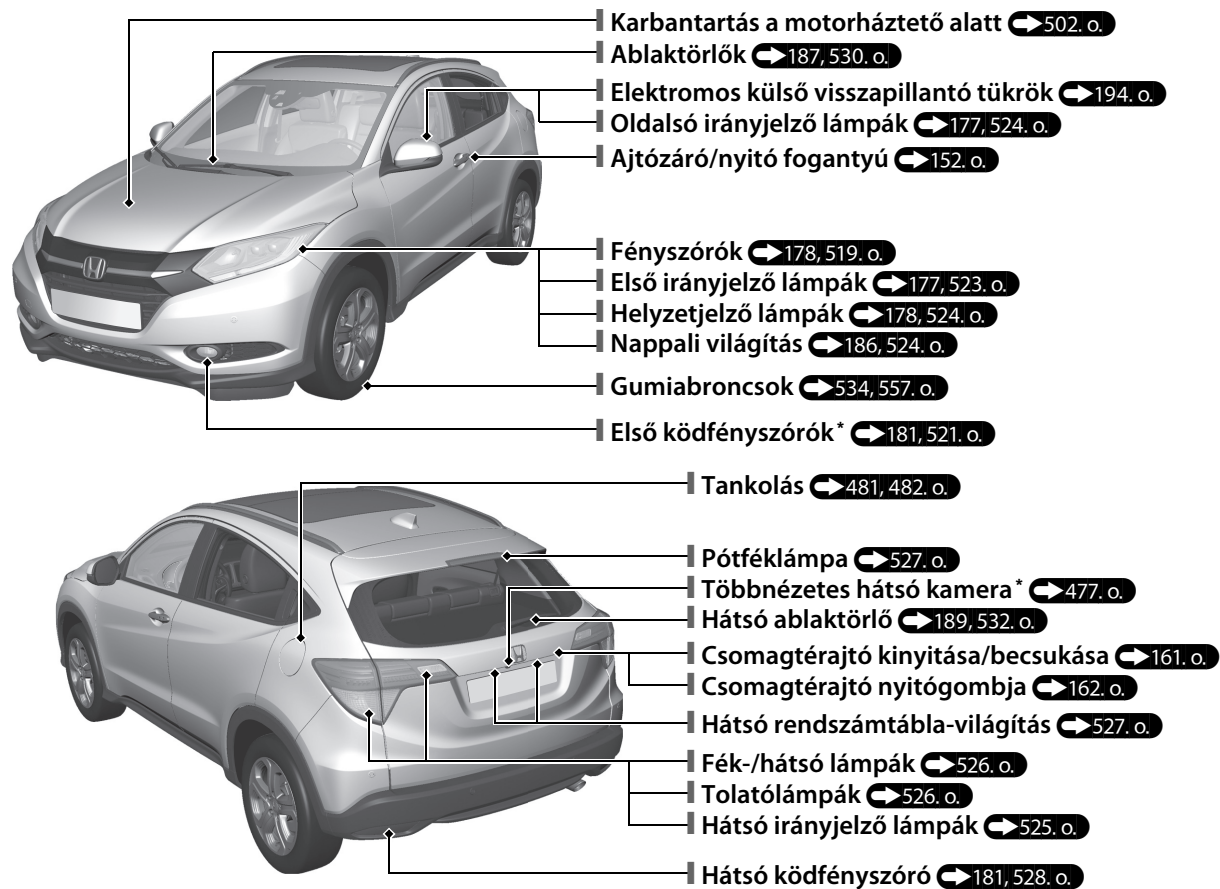 Karbantartás a motorháztető alatt 502. o.
Ablaktörlők 187, 530. o.
Elektromos külső visszapillantó tükrök 194. o.
Oldalsó irányjelző lámpák 177, 524. o.
Ajtózáró/nyitó fogantyú 152. o.
Fényszórók 178, 519. o.
Első irányjelző lámpák 177, 523. o.
Helyzetjelző lámpák 178, 524. o.
Nappali világítás 186, 524. o.
Gumiabroncsok 534, 557. o.
Első ködfényszórók* 181, 521. o.
Tankolás 481, 482. o.
Pótféklámpa 527. o.
Többnézetes hátsó kamera* 477. o.
Hátsó ablaktörlő 189, 532. o.
Csomagtérajtó kinyitása/becsukása 161. o.
Csomagtérajtó nyitógombja 162. o.
Hátsó rendszámtábla-világítás 527. o.
Fék-/hátsó lámpák 526. o.
Tolatólámpák 526. o.
Hátsó irányjelző lámpák 525. o.
Hátsó ködfényszóró 181, 528. o.